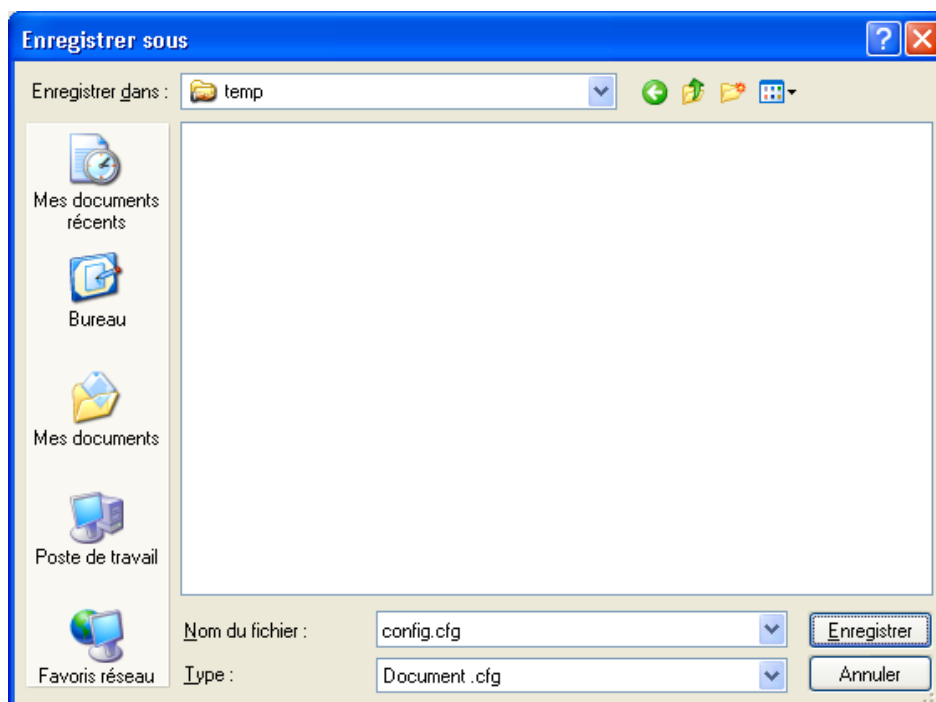 Enregistrer sous
Enregistrer dans :
temp
Mes documents
récents
Bureau
Mes documents
Poste de travail
Favoris réseau
Nom du fichier :
config.cfg
Enregistrer
Type :
Document .cfg
Annuler